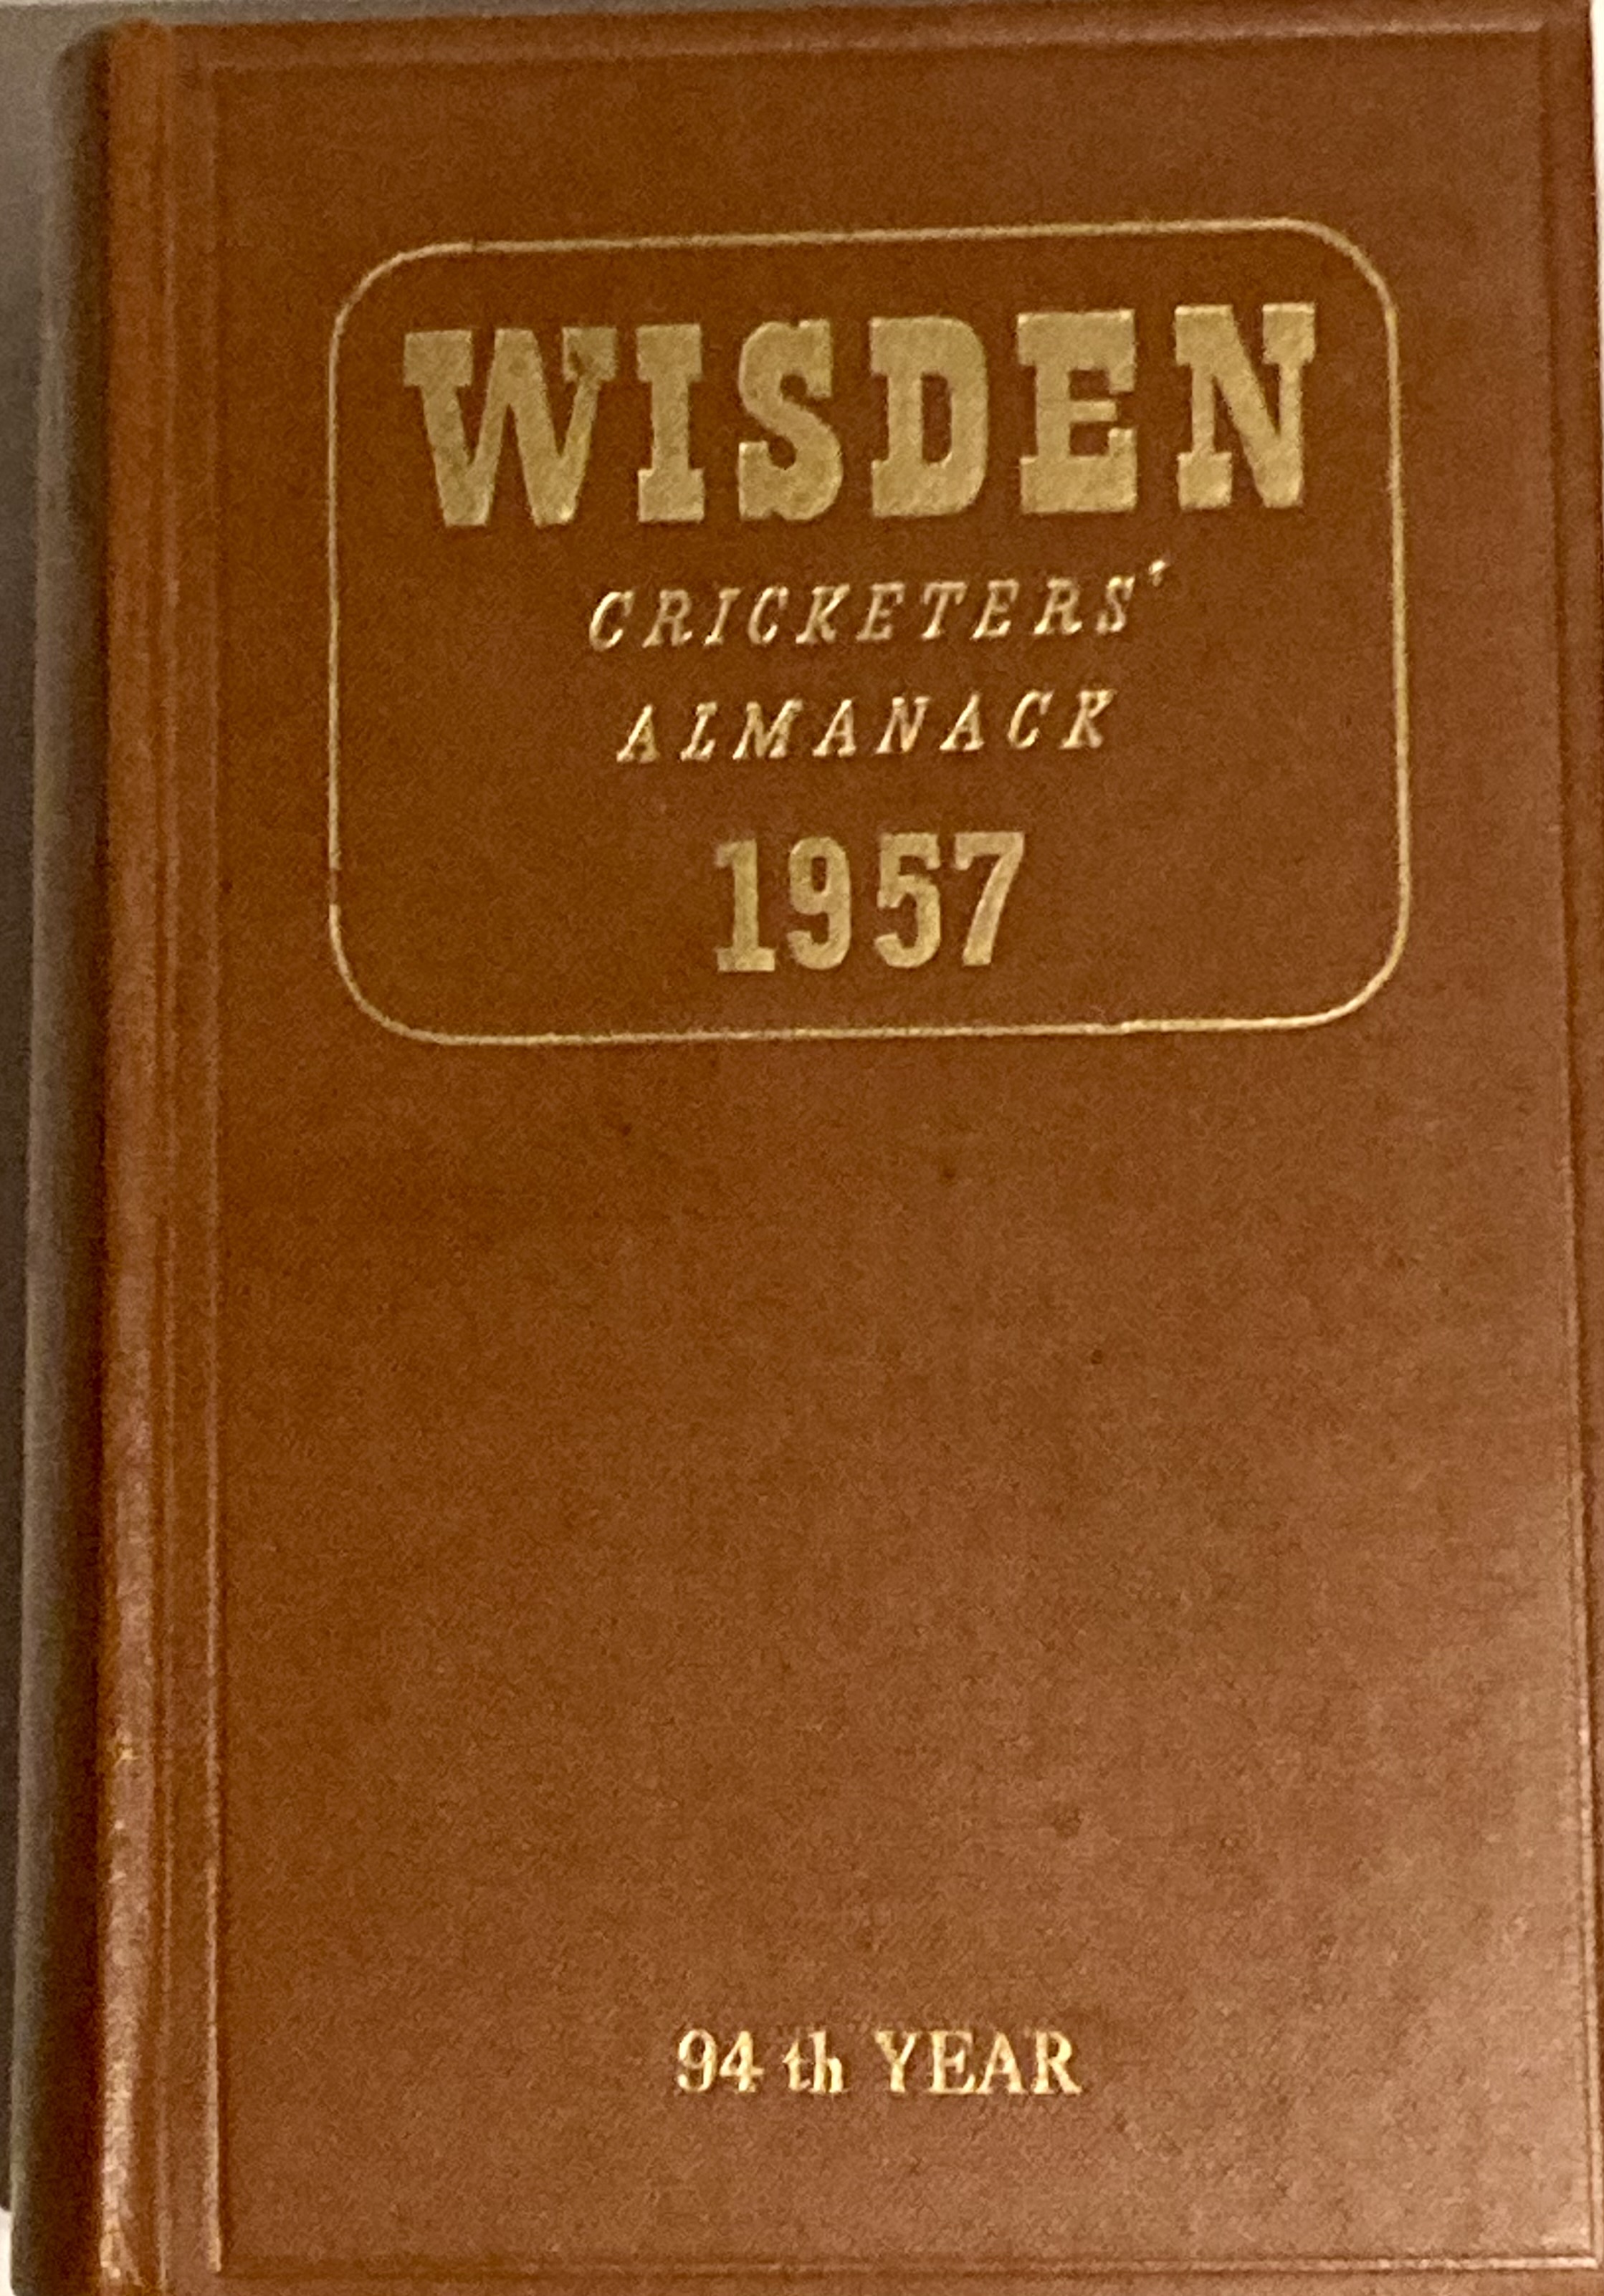 WISDEN
CRICKETERS'
ALMANACK
1957
94 th YEAR